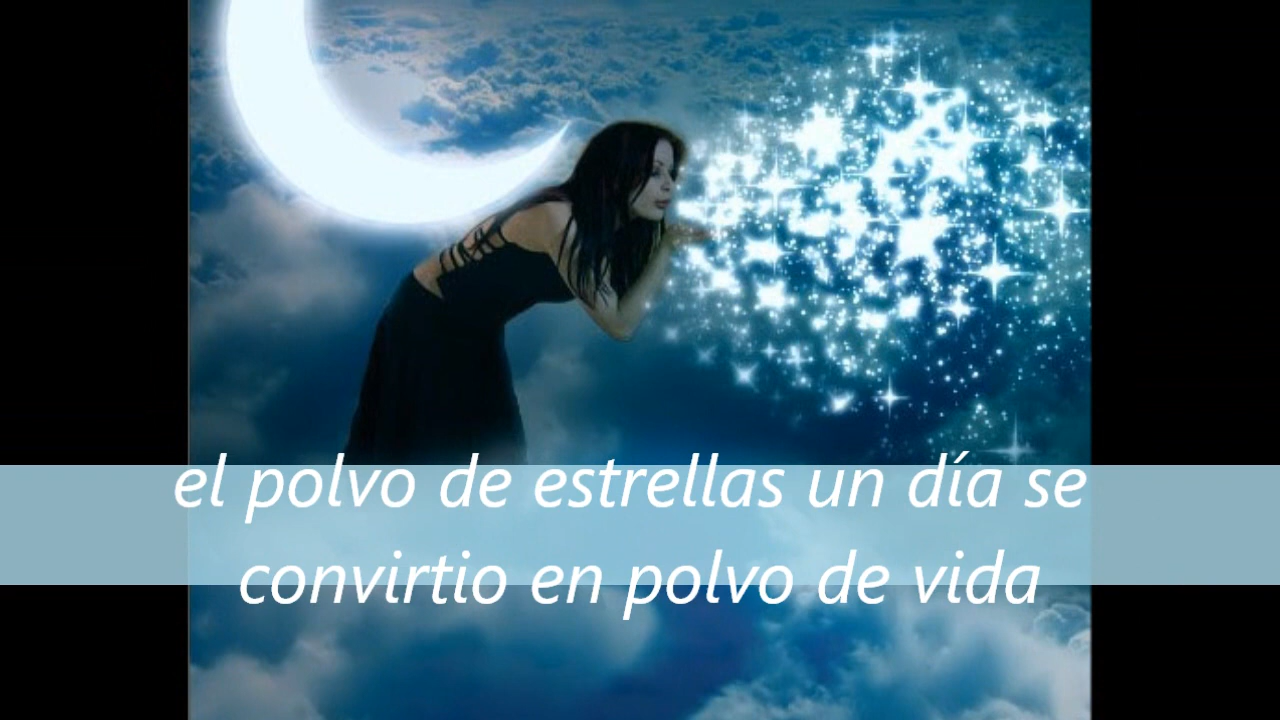 el polvo de estrellas un día se
convirtio en polvo de vida